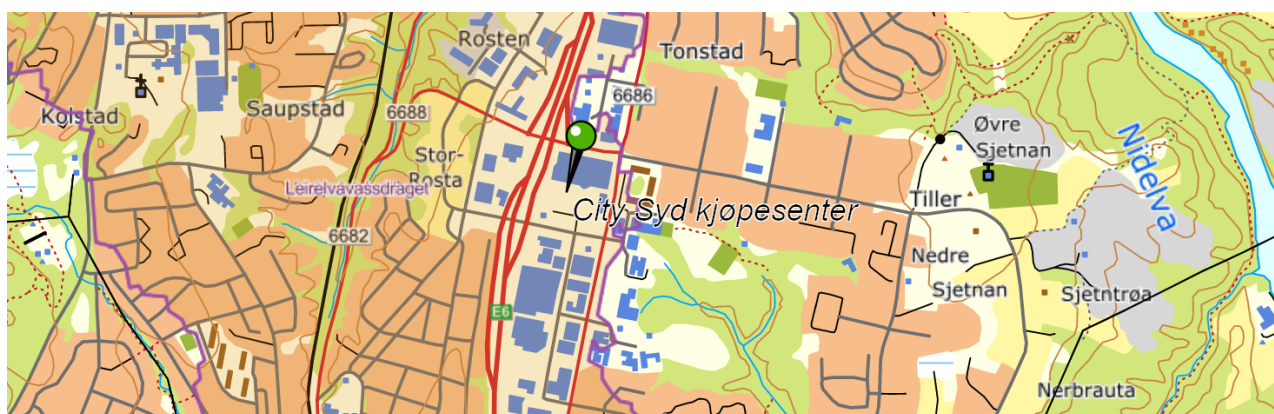 Rosten
Tonstad
6686
Kolstad
Saupstad
6688
Øvre
Sjetnan
Stor-
Rosta
Leirelvavassdraget
Nidelva
Tiller
City Syd kjøpesenter
6682
Nedre
Sjetnan
Sjetntrøa
E6
Nerbrauta